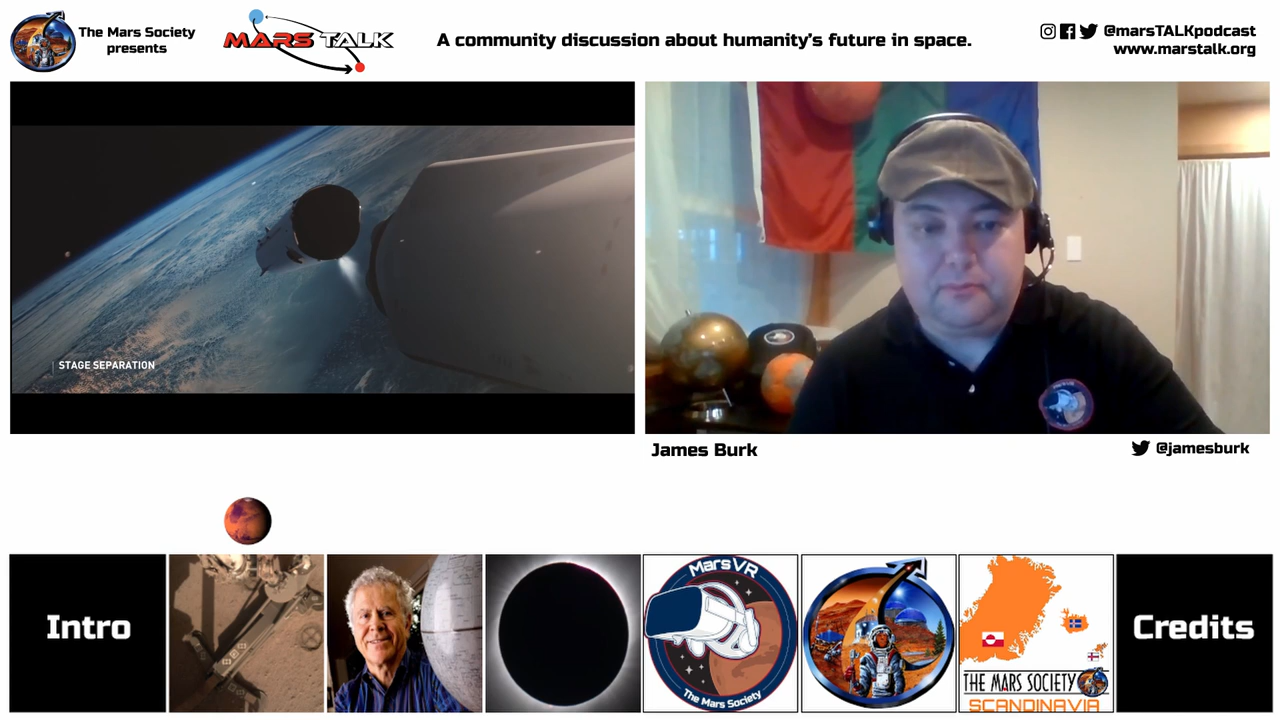 The Mars Society
presents
MARS TALK
A community discussion about humanity's future in space.
@marsTALKpodcast
www.marstalk.org
STAGE SEPARATION
James Burk
@jamesburk
Intro
MarsVR
The Mars Society
THE MARS SOCIETY
SCANDINAVIA
Credits